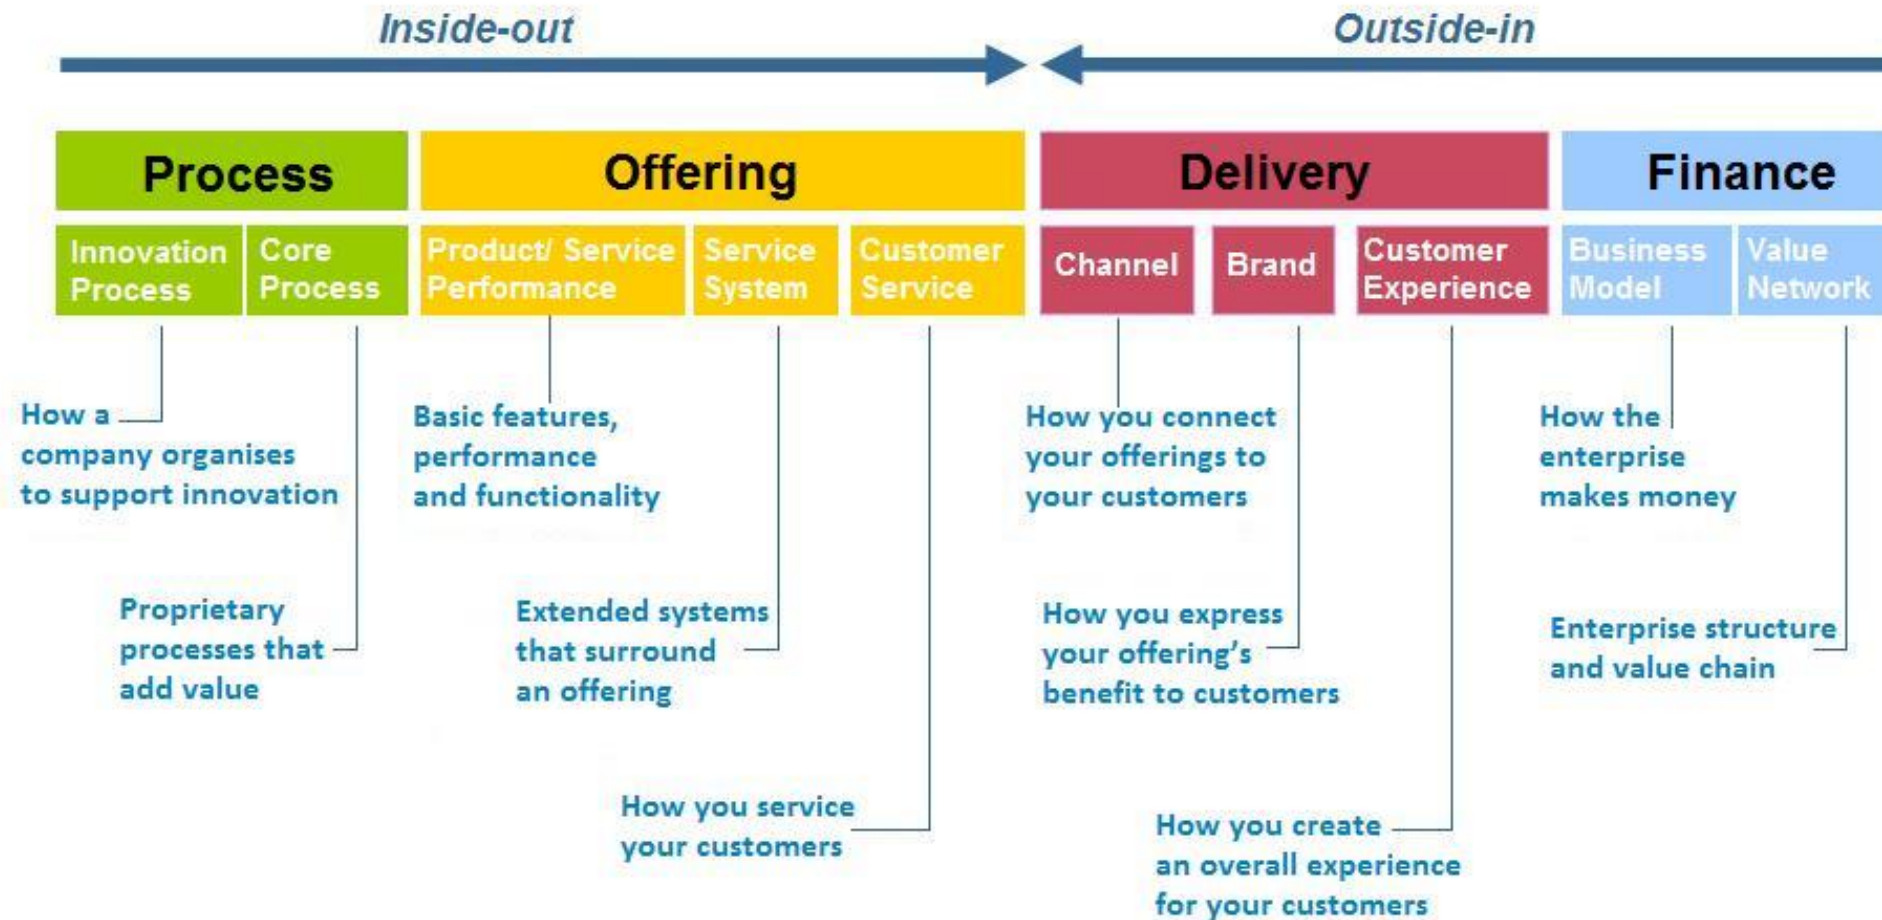 Inside-out
Outside-in
Process
Offering
Delivery
Finance
Innovation
Process
Core
Process
Product/ Service
Performance
Service
System
Customer
Service
Channel
Brand
Customer
Experience
Business
Model
Value
Network
How a
company organises
to support innovation
Basic features,
performance
and functionality
How you connect
your offerings to
your customers
How the
enterprise
makes money
Proprietary
processes that
add value
Extended systems
that surround
an offering
How you express
your offering’s
benefit to customers
Enterprise structure
and value chain
How you service
your customers
How you create
an overall experience
for your customers